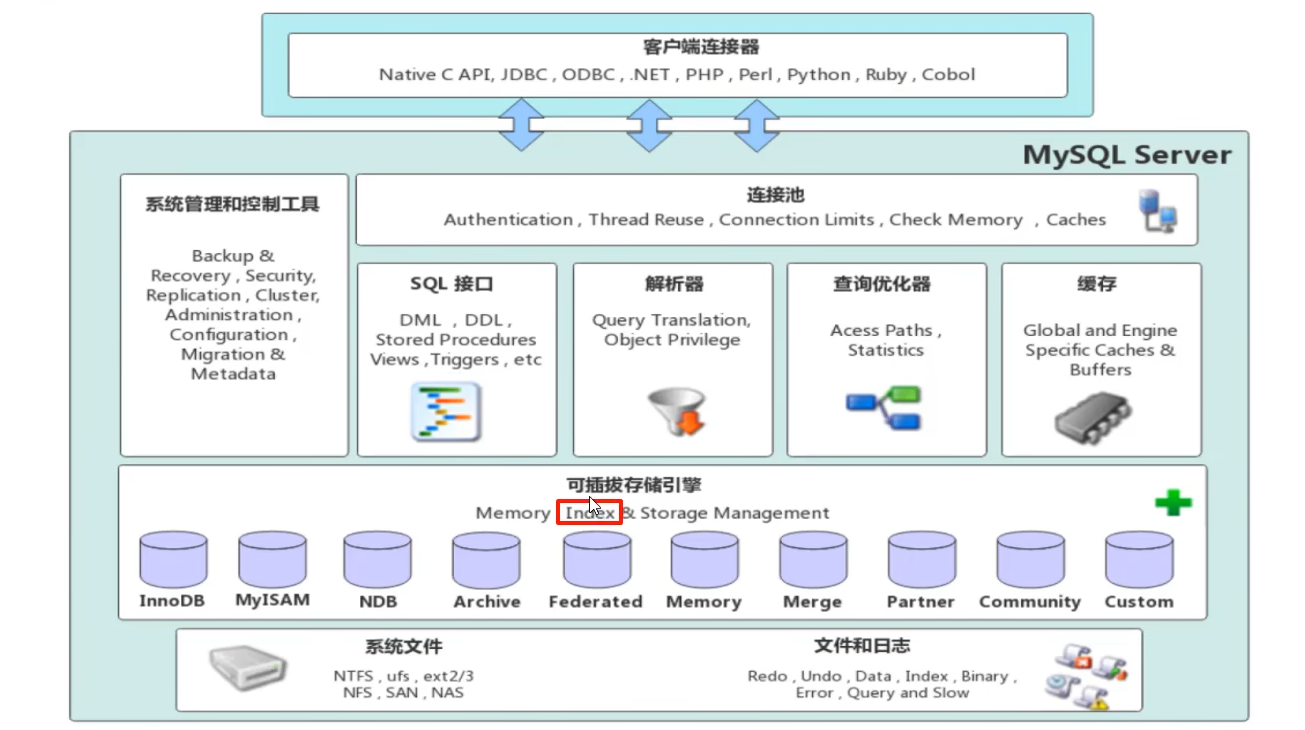 客户端连接器
Native C API, JDBC , ODBC , .NET , PHP , Perl , Python , Ruby , Cobol
MySQL Server
系统管理和控制工具
Backup &
Recovery , Security,
Replication , Cluster,
Administration ,
Configuration ,
Migration &
Metadata
连接池
Authentication , Thread Reuse , Connection Limits , Check Memory , Caches
SQL 接口
DML , DDL ,
Stored Procedures
Views ,Triggers , etc
解析器
Query Translation,
Object Privilege
查询优化器
Acess Paths ,
Statistics
缓存
Global and Engine
Specific Caches &
Buffers
可插拔存储引擎
Memory Index & Storage Management
InnoDB
MyISAM
NDB
Archive
Federated
Memory
Merge
Partner
Community
Custom
系统文件
NTFS , ufs , ext2/3
NFS , SAN , NAS
文件和日志
Redo , Undo , Data , Index , Binary ,
Error , Query and Slow